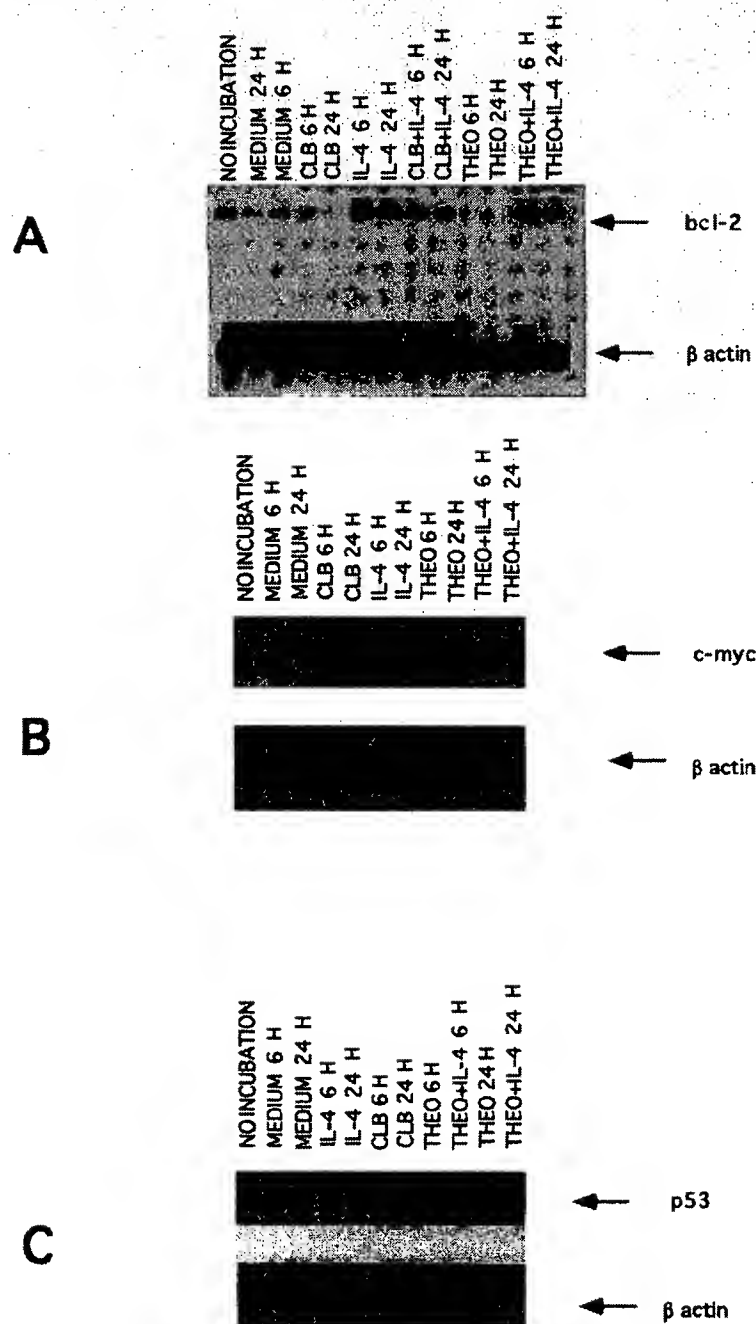 NO INCUBATION
MEDIUM 24 H
MEDIUM 6 H
CLB 6 H
CLB 24 H
IL-4 6 H
IL-4 24 H
CLB+IL-4 6 H
CLB+IL-4 24 H
THEO 6 H
THEO 24 H
THEO+IL-4 6 H
THEO+IL-4 24 H
A
bcl-2
β actin
NO INCUBATION
MEDIUM 6 H
MEDIUM 24 H
CLB 6 H
CLB 24 H
IL-4 6 H
IL-4 24 H
THEO 6 H
THEO 24 H
THEO+IL-4 6 H
THEO+IL-4 24 H
B
c-myc
β actin
NO INCUBATION
MEDIUM 6 H
MEDIUM 24 H
IL-4 6 H
IL-4 24 H
CLB 6 H
CLB 24 H
THEO 6 H
THEO+IL-4 6 H
THEO 24 H
THEO+IL-4 24 H
C
p53
β actin